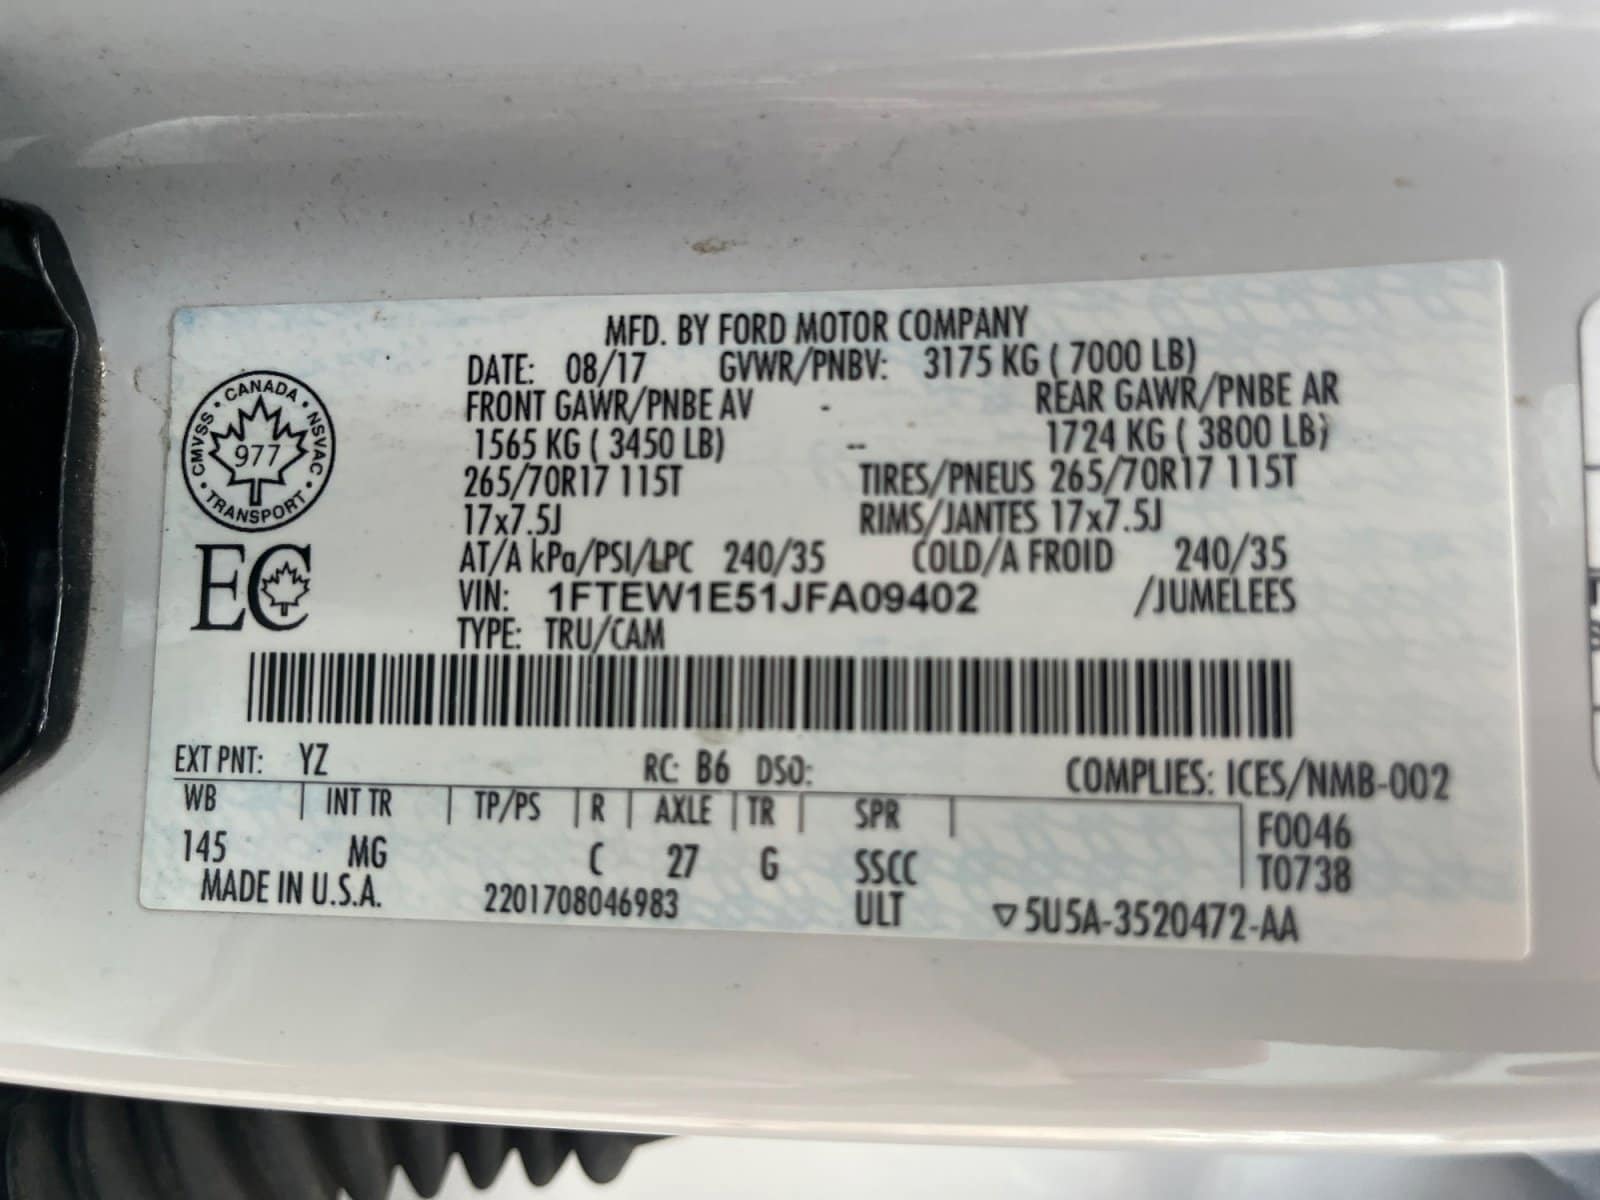 MFD. BY FORD MOTOR COMPANY
DATE: 08/17 GVWR/PNBV: 3175 KG ( 7000 LB)
FRONT GAWR/PNBE AV - REAR GAWR/PNBE AR
1565 KG ( 3450 LB) -- 1724 KG ( 3800 LB)
265/70R17 115T TIRES/PNEUS 265/70R17 115T
17x7.5J RIMS/JANTES 17x7.5J
AT/A kPa/PSI/LPC 240/35 COLD/A FROID 240/35
VIN: 1FTEW1E51JFA09402 /JUMELEES
TYPE: TRU/CAM
CANADA
CMVSS • NSVAC
977
TRANSPORT
EC
EXT PNT: YZ RC: B6 DSO: COMPLIES: ICES/NMB-002
WB | INT TR | TP/PS | R | AXLE | TR | SPR | F0046
145 MG C 27 G SSCC T0738
MADE IN U.S.A. 2201708046983 ULT ▽5U5A-3520472-AA